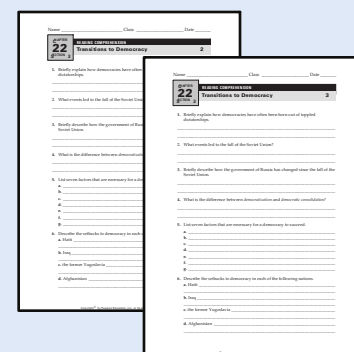 Name Class Date
CHAPTER
22
SECTION 2
READING COMPREHENSION
Transitions to Democracy 2
1. Briefly explain how democracies have often
dictatorships.
2. What events led to the fall of the Soviet Union
3. Briefly describe how the government of Russia
Soviet Union.
4. What is the difference between democratization
5. List seven factors that are necessary for a
a.
b.
c.
d.
e.
f.
g.
6. Describe the setbacks to democracy in each
a. Haiti
b. Iraq
c. the former Yugoslavia
d. Afghanistan
Name Class Date
CHAPTER
22
SECTION 2
READING COMPREHENSION
Transitions to Democracy 3
1. Briefly explain how democracies have often been born out of toppled
dictatorships.
2. What events led to the fall of the Soviet Union?
3. Briefly describe how the government of Russia has changed since the fall of the
Soviet Union.
4. What is the difference between democratization and democratic consolidation?
5. List seven factors that are necessary for a democracy to succeed.
a.
b.
c.
d.
e.
f.
g.
6. Describe the setbacks to democracy in each of the following nations.
a. Haiti
b. Iraq
c. the former Yugoslavia
d. Afghanistan